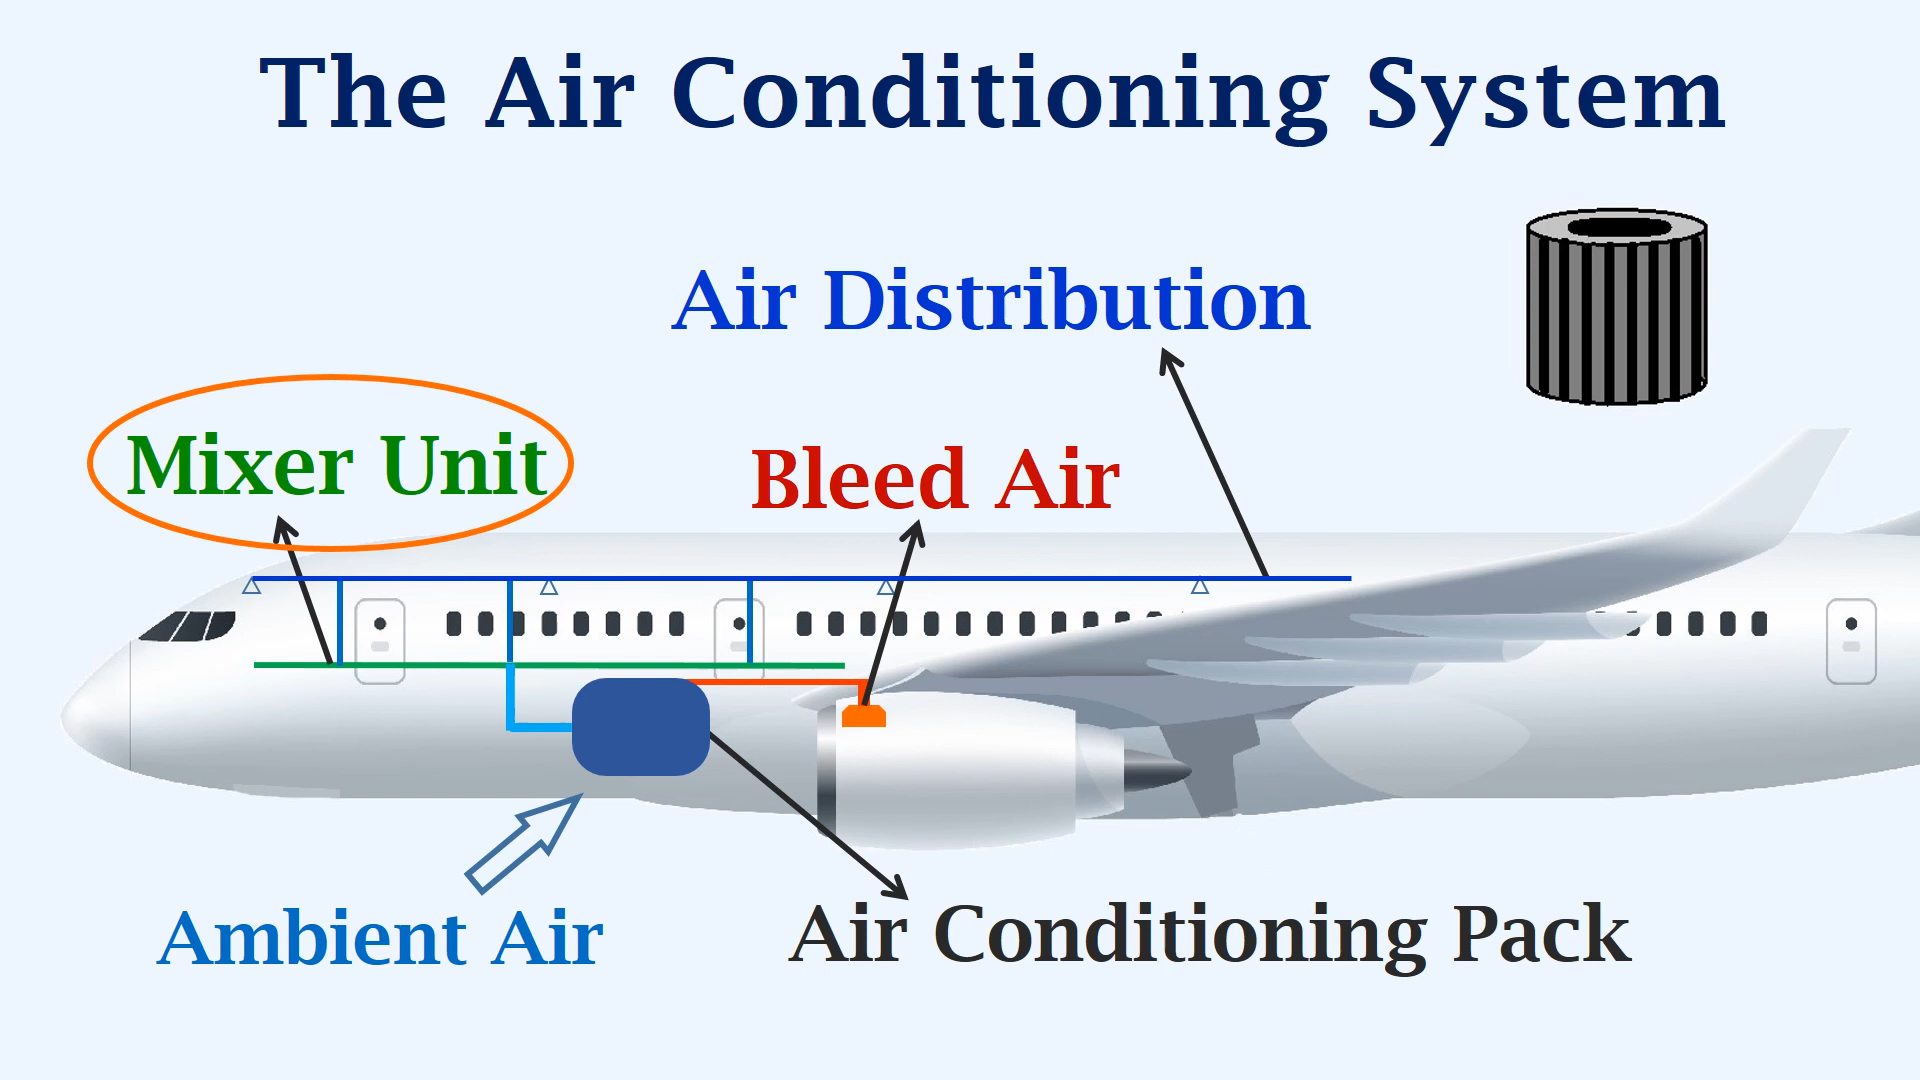 The Air Conditioning System
Air Distribution
Mixer Unit
Bleed Air
Ambient Air
Air Conditioning Pack